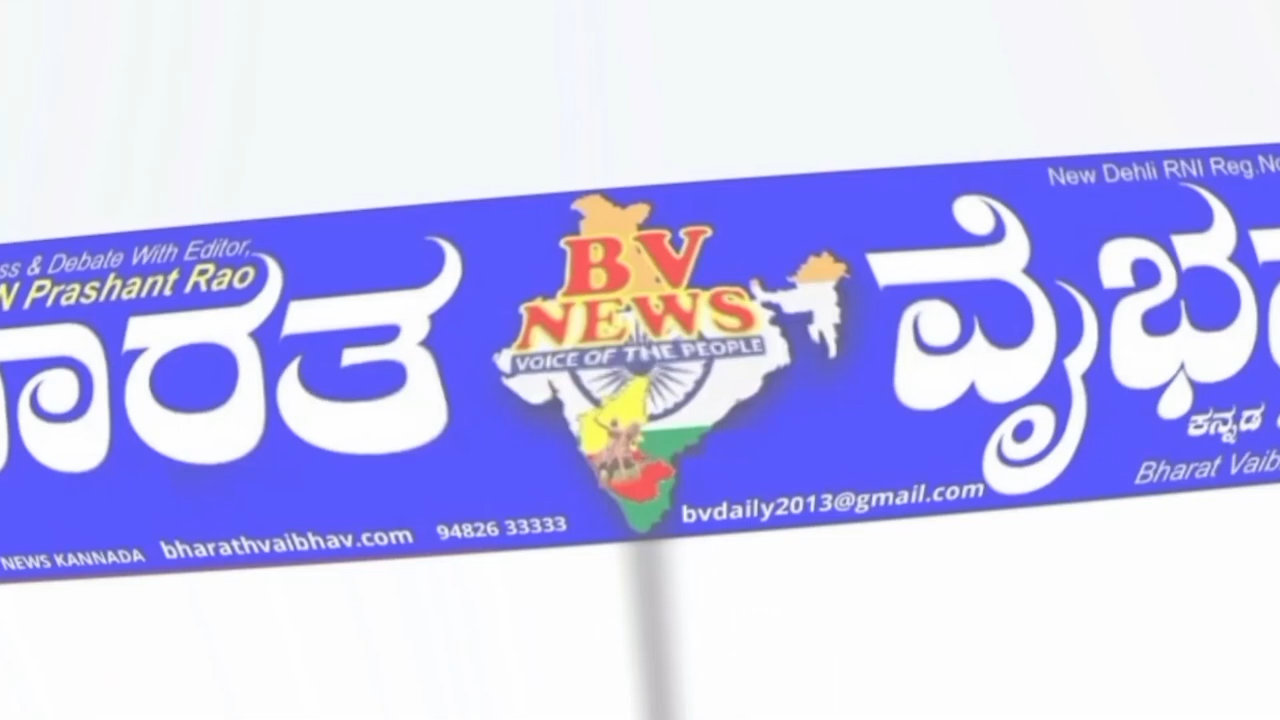 ss & Debate With Editor,
N Prashant Rao
ಾರತ
BV
NEWS
VOICE OF THE PEOPLE
New Dehli RNI Reg.No
ವೈಭ
ಕನ್ನಡ
Bharat Vaib
NEWS KANNADA bharathvaibhav.com 94826 33333 bvdaily2013@gmail.com